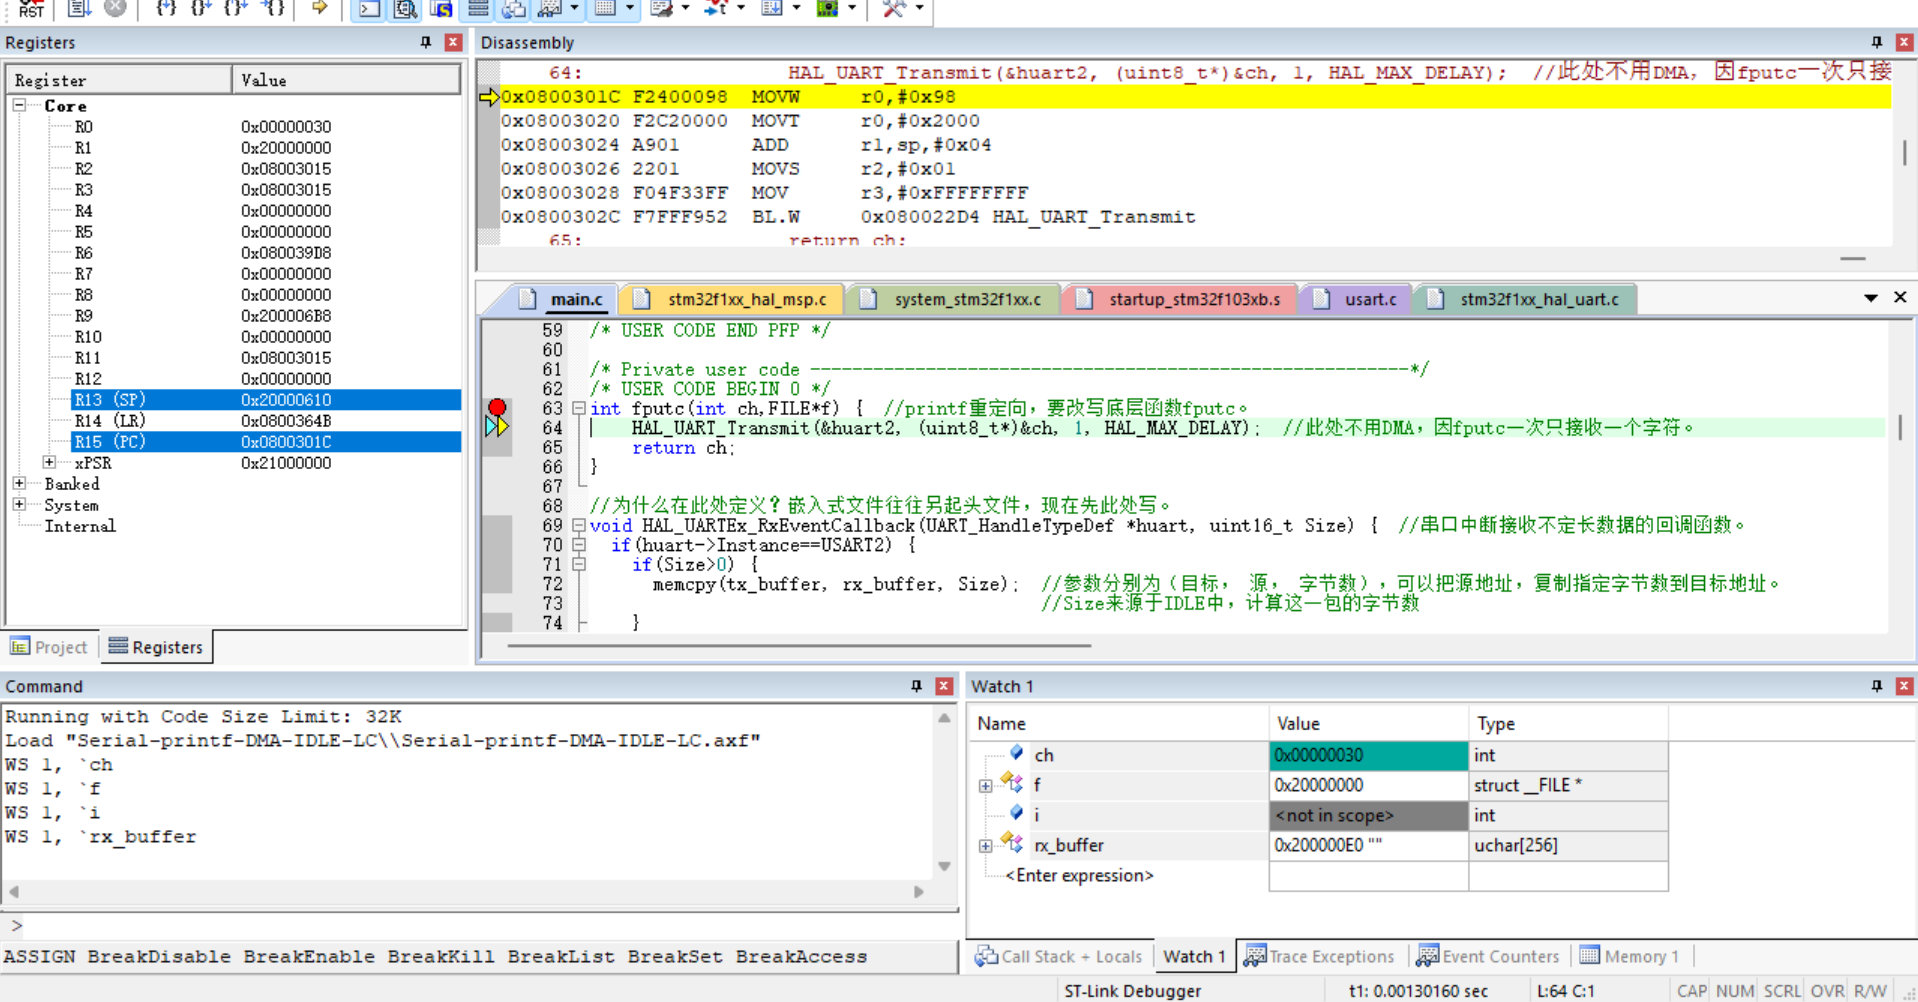 RST
Registers
Register Value
Core
R0 0x00000030
R1 0x20000000
R2 0x08003015
R3 0x08003015
R4 0x00000000
R5 0x00000000
R6 0x080039D8
R7 0x00000000
R8 0x00000000
R9 0x200006B8
R10 0x00000000
R11 0x08003015
R12 0x00000000
R13 (SP) 0x20000610
R14 (LR) 0x0800364B
R15 (PC) 0x0800301C
xPSR 0x21000000
Banked
System
Internal
Project Registers
Disassembly
64: HAL_UART_Transmit(&huart2, (uint8_t*)&ch, 1, HAL_MAX_DELAY); //此处不用DMA，因fputc一次只接
0x0800301C F2400098 MOVW r0,#0x98
0x08003020 F2C20000 MOVT r0,#0x2000
0x08003024 A901 ADD r1,sp,#0x04
0x08003026 2201 MOVS r2,#0x01
0x08003028 F04F33FF MOV r3,#0xFFFFFFFF
0x0800302C F7FFF952 BL.W 0x080022D4 HAL_UART_Transmit
65: return ch;
main.c stm32f1xx_hal_msp.c system_stm32f1xx.c startup_stm32f103xb.s usart.c stm32f1xx_hal_uart.c
59 /* USER CODE END PFP */
60
61 /* Private user code ---------------------------------------------------------*/
62 /* USER CODE BEGIN 0 */
63 int fputc(int ch,FILE*f) { //printf重定向，要改写底层函数fputc。
64 HAL_UART_Transmit(&huart2, (uint8_t*)&ch, 1, HAL_MAX_DELAY); //此处不用DMA，因fputc一次只接收一个字符。
65 return ch;
66 }
67
68 //为什么在此处定义？嵌入式文件往往另起头文件，现在先此处写。
69 void HAL_UARTEx_RxEventCallback(UART_HandleTypeDef *huart, uint16_t Size) { //串口中断接收不定长数据的回调函数。
70 if(huart->Instance==USART2) {
71 if(Size>0) {
72 memcpy(tx_buffer, rx_buffer, Size); //参数分别为（目标， 源， 字节数），可以把源地址，复制指定字节数到目标地址。
73 //Size来源于IDLE中，计算这一包的字节数
74 }
Command
Running with Code Size Limit: 32K
Load "Serial-printf-DMA-IDLE-LC\\Serial-printf-DMA-IDLE-LC.axf"
WS 1, `ch
WS 1, `f
WS 1, `i
WS 1, `rx_buffer
>
ASSIGN BreakDisable BreakEnable BreakKill BreakList BreakSet BreakAccess
Watch 1
Name Value Type
ch 0x00000030 int
f 0x20000000 struct __FILE *
i <not in scope> int
rx_buffer 0x200000E0 "" uchar[256]
<Enter expression>
Call Stack + Locals Watch 1 Trace Exceptions Event Counters Memory 1
ST-Link Debugger t1: 0.00130160 sec L:64 C:1 CAP NUM SCRL OVR R/W